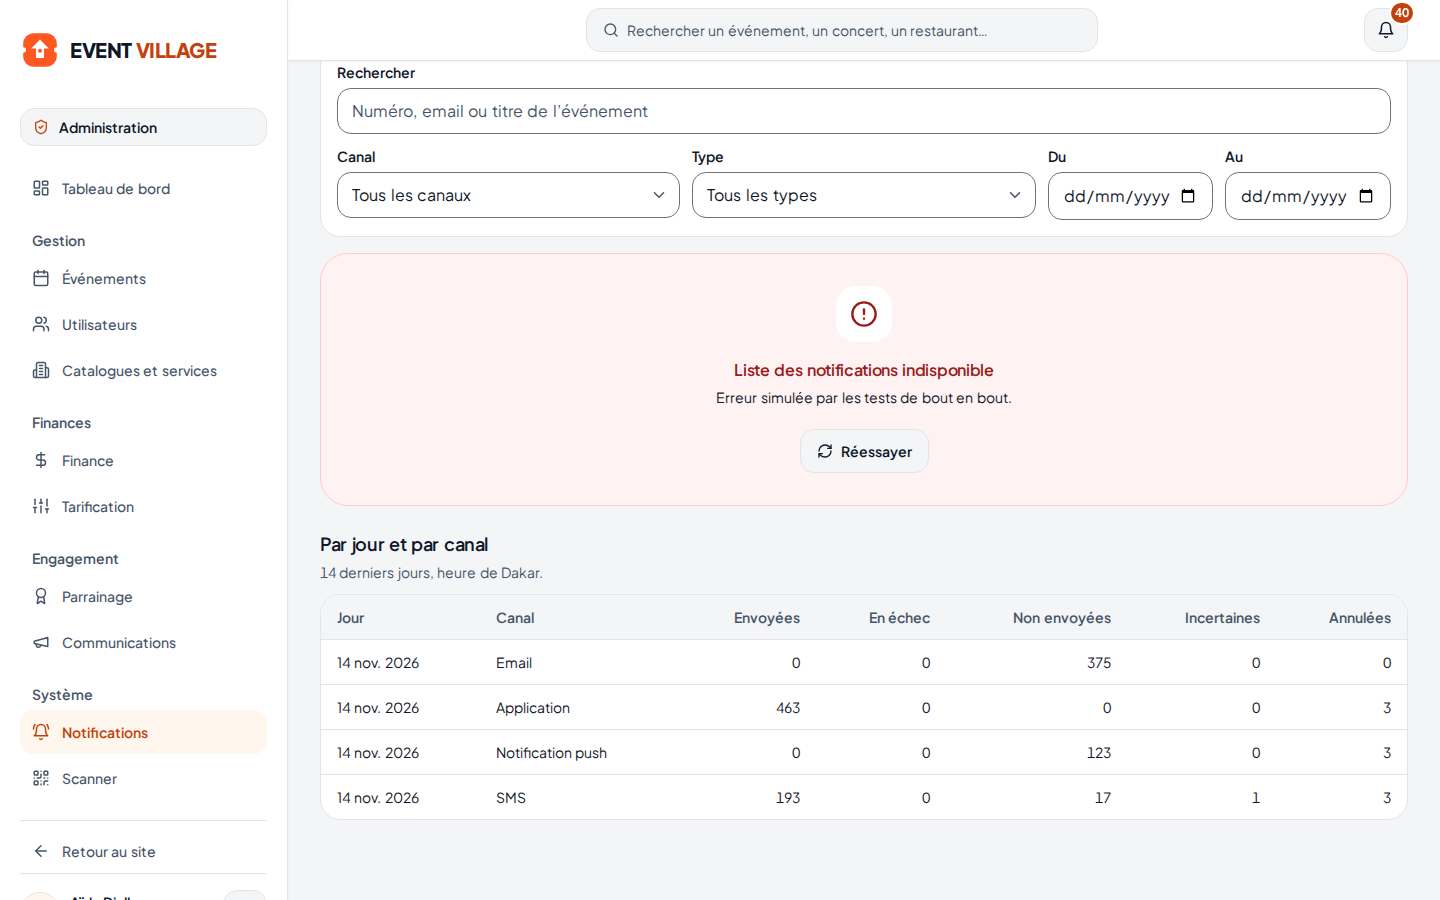 EVENT VILLAGE
Rechercher un événement, un concert, un restaurant…
40
Administration
Tableau de bord
Gestion
Événements
Utilisateurs
Catalogues et services
Finances
Finance
Tarification
Engagement
Parrainage
Communications
Système
Notifications
Scanner
Retour au site
Rechercher
Numéro, email ou titre de l’événement
Canal
Type
Du
Au
Tous les canaux
Tous les types
dd/mm/yyyy
dd/mm/yyyy
Liste des notifications indisponible
Erreur simulée par les tests de bout en bout.
Réessayer
Par jour et par canal
14 derniers jours, heure de Dakar.
Jour Canal Envoyées En échec Non envoyées Incertaines Annulées
14 nov. 2026 Email 0 0 375 0 0
14 nov. 2026 Application 463 0 0 0 3
14 nov. 2026 Notification push 0 0 123 0 3
14 nov. 2026 SMS 193 0 17 1 3